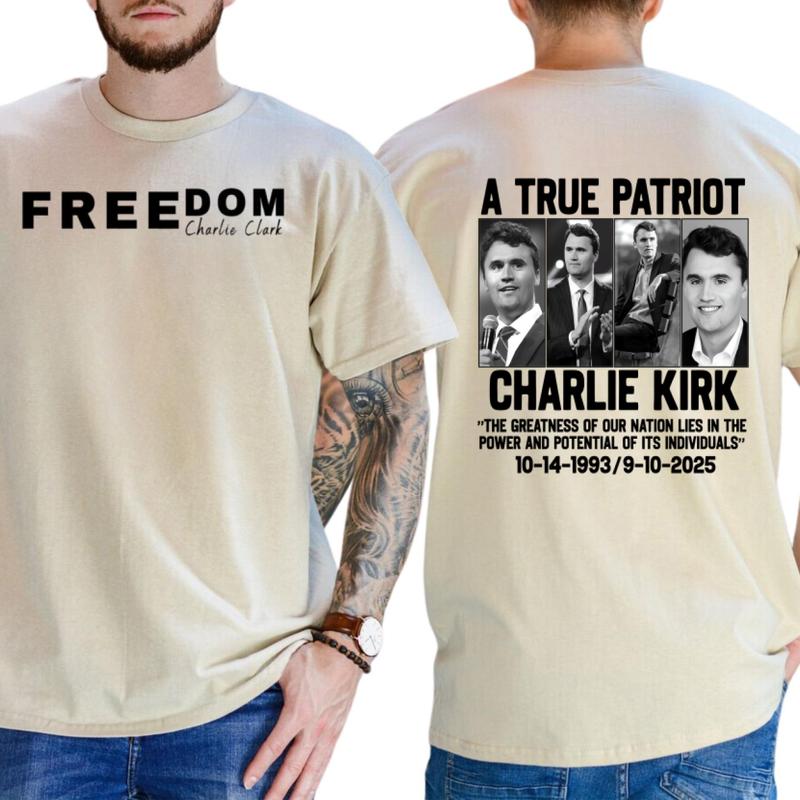 FREEDOM
Charlie Clark
A TRUE PATRIOT
CHARLIE KIRK
"THE GREATNESS OF OUR NATION LIES IN THE
POWER AND POTENTIAL OF ITS INDIVIDUALS"
10-14-1993/9-10-2025